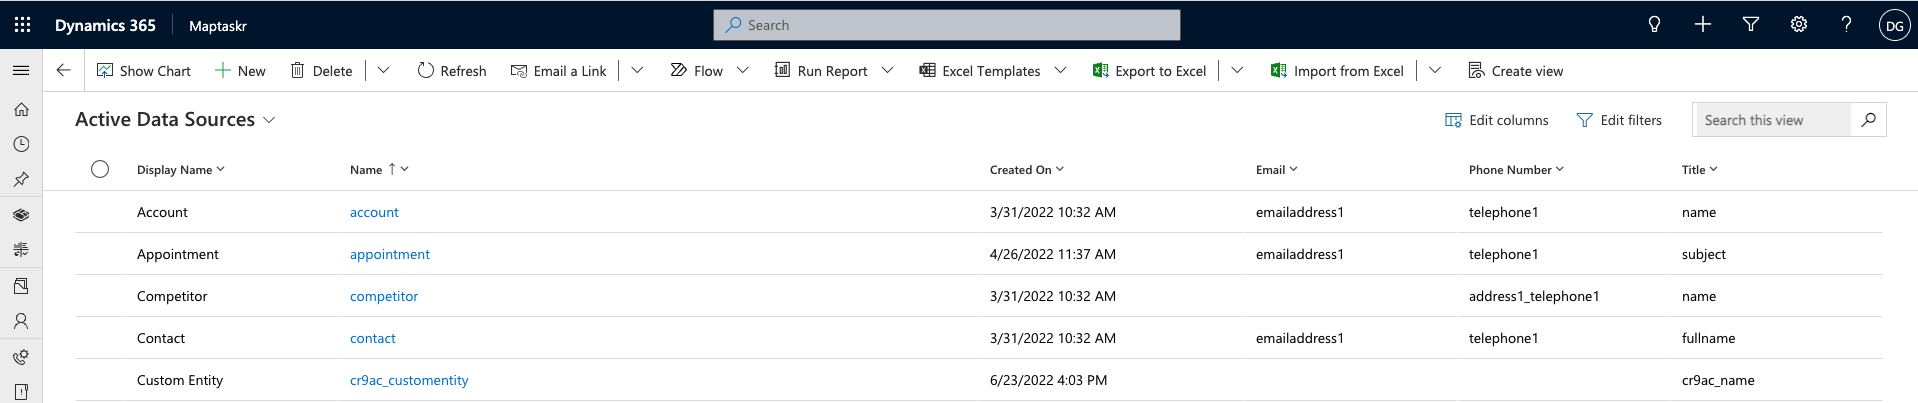 Dynamics 365 Maptaskr Search ? DG
Show Chart New Delete Refresh Email a Link Flow Run Report Excel Templates Export to Excel Import from Excel Create view
Active Data Sources Edit columns Edit filters Search this view
Display Name Name ↑ Created On Email Phone Number Title
Account account 3/31/2022 10:32 AM emailaddress1 telephone1 name
Appointment appointment 4/26/2022 11:37 AM emailaddress1 telephone1 subject
Competitor competitor 3/31/2022 10:32 AM address1_telephone1 name
Contact contact 3/31/2022 10:32 AM emailaddress1 telephone1 fullname
Custom Entity cr9ac_customentity 6/23/2022 4:03 PM cr9ac_name